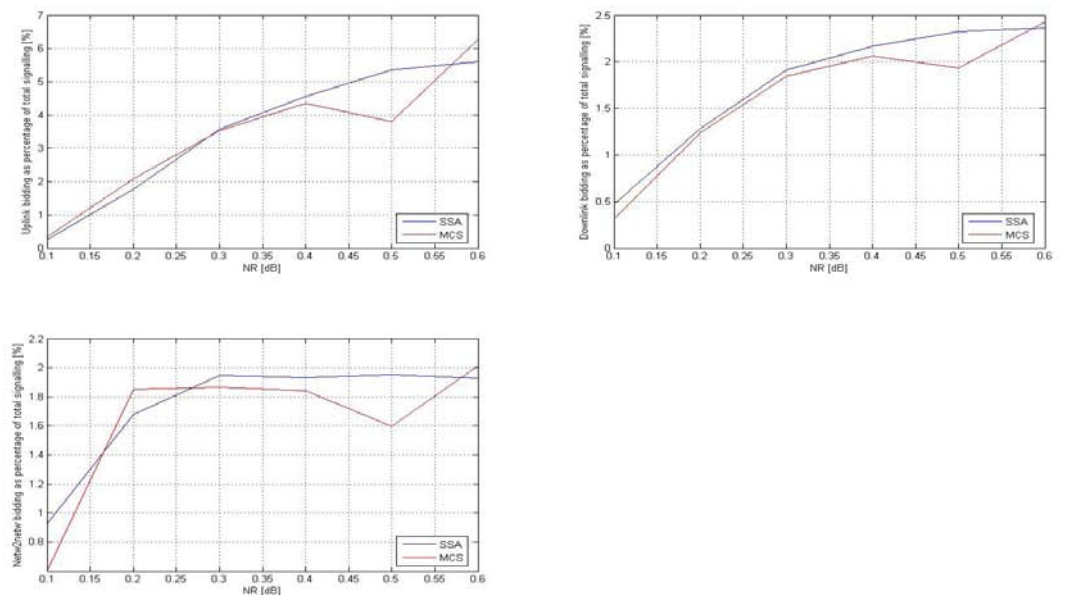 Uplink bidding as percentage of total signalling [%]
7
6
5
4
3
2
1
0
0.1 0.15 0.2 0.25 0.3 0.35 0.4 0.45 0.5 0.55 0.6
NR [dB]
SSA
MCS
Downlink bidding as percentage of total signalling [%]
2.5
2
1.5
1
0.5
0
0.1 0.15 0.2 0.25 0.3 0.35 0.4 0.45 0.5 0.55 0.6
NR [dB]
SSA
MCS
Netw2netw bidding as percentage of total signalling [%]
2.2
2
1.8
1.6
1.4
1.2
1
0.8
0.1 0.15 0.2 0.25 0.3 0.35 0.4 0.45 0.5 0.55 0.6
NR [dB]
SSA
MCS